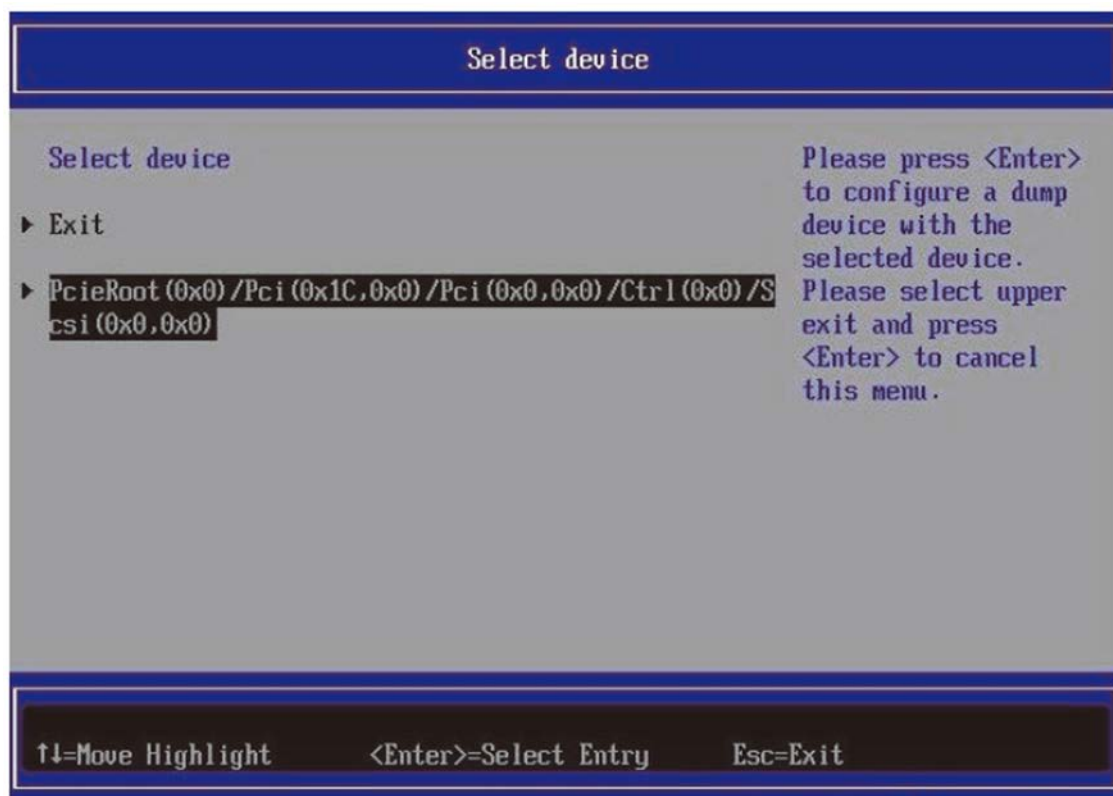 Select device
Select device
▶ Exit
▶ PcieRoot(0x0)/Pci(0x1C,0x0)/Pci(0x0,0x0)/Ctrl(0x0)/S
csi(0x0,0x0)
Please press <Enter>
to configure a dump
device with the
selected device.
Please select upper
exit and press
<Enter> to cancel
this menu.
↑↓=Move Highlight <Enter>=Select Entry Esc=Exit